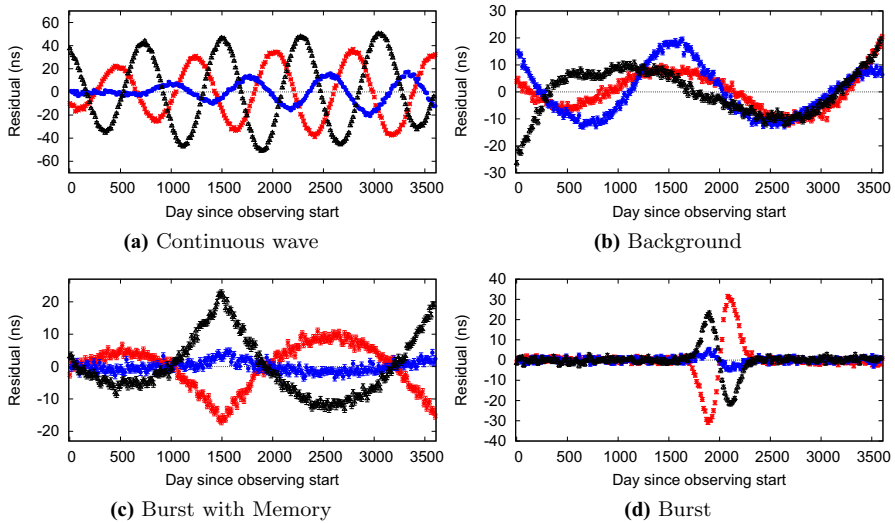 60
40
20
0
-20
-40
-60
Residual (ns)
0 500 1000 1500 2000 2500 3000 3500
Day since observing start
(a) Continuous wave
30
20
10
0
-10
-20
-30
Residual (ns)
0 500 1000 1500 2000 2500 3000 3500
Day since observing start
(b) Background
20
10
0
-10
-20
Residual (ns)
0 500 1000 1500 2000 2500 3000 3500
Day since observing start
(c) Burst with Memory
40
30
20
10
0
-10
-20
-30
-40
Residual (ns)
0 500 1000 1500 2000 2500 3000 3500
Day since observing start
(d) Burst